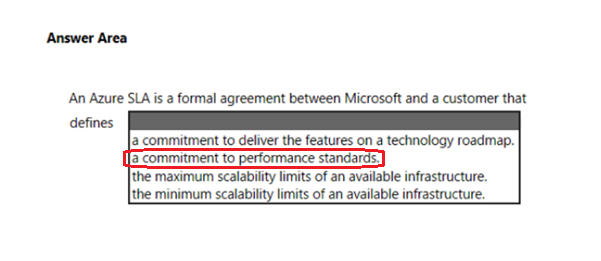 Answer Area
An Azure SLA is a formal agreement between Microsoft and a customer that
defines
a commitment to deliver the features on a technology roadmap.
a commitment to performance standards.
the maximum scalability limits of an available infrastructure.
the minimum scalability limits of an available infrastructure.